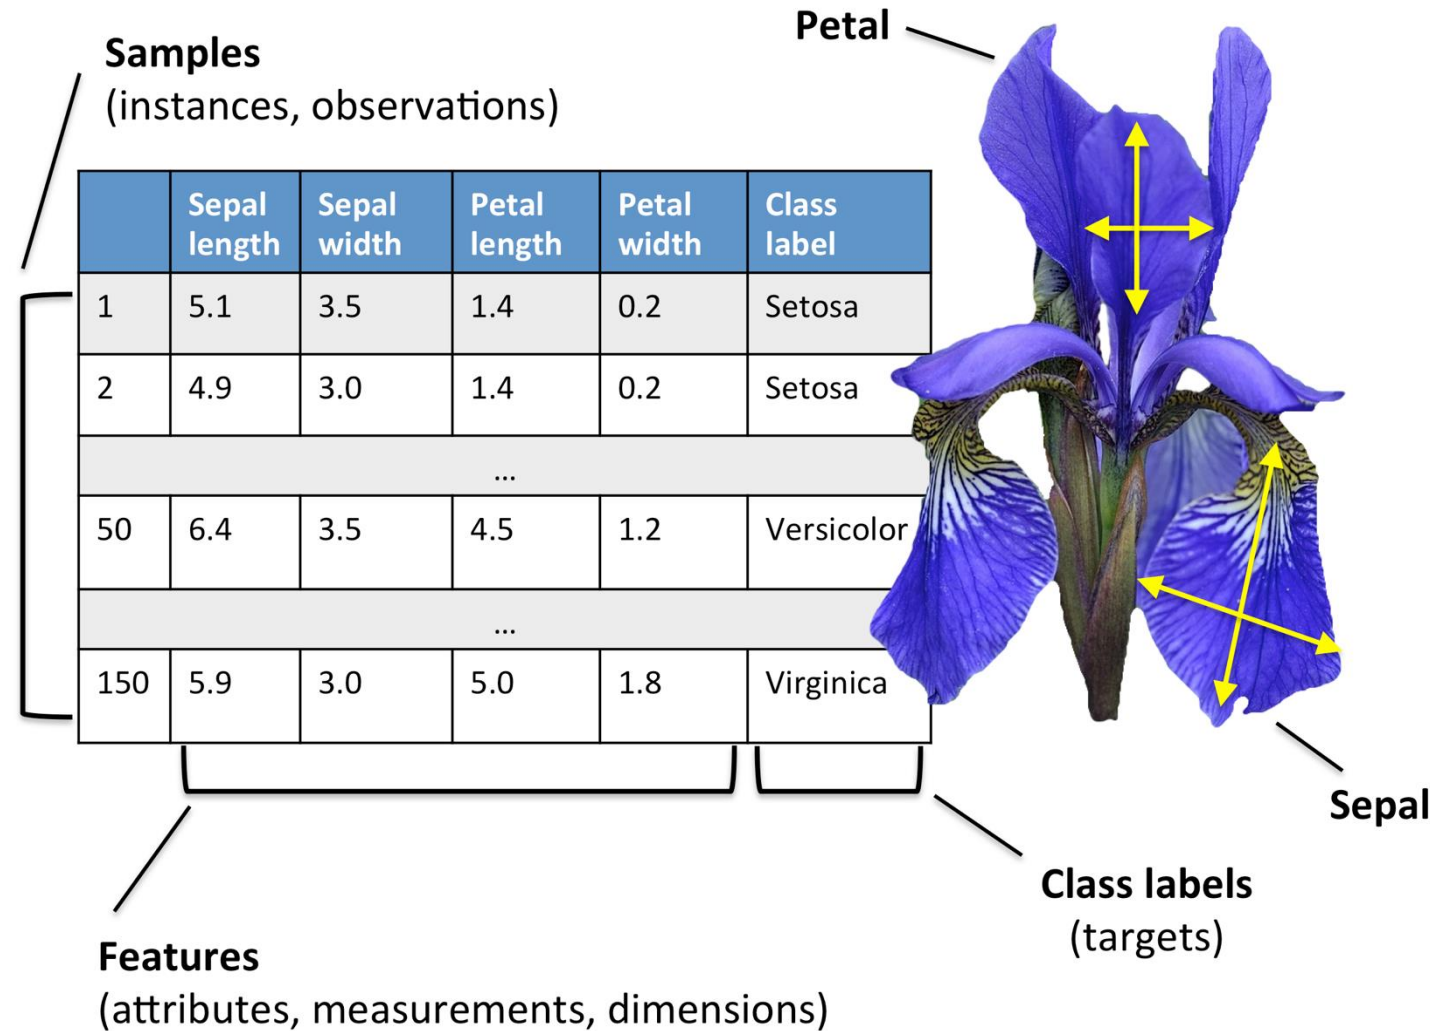 Samples
(instances, observations)
Petal
Sepal length Sepal width Petal length Petal width Class label
1 5.1 3.5 1.4 0.2 Setosa
2 4.9 3.0 1.4 0.2 Setosa
...
50 6.4 3.5 4.5 1.2 Versicolor
...
150 5.9 3.0 5.0 1.8 Virginica
Sepal
Class labels
(targets)
Features
(attributes, measurements, dimensions)